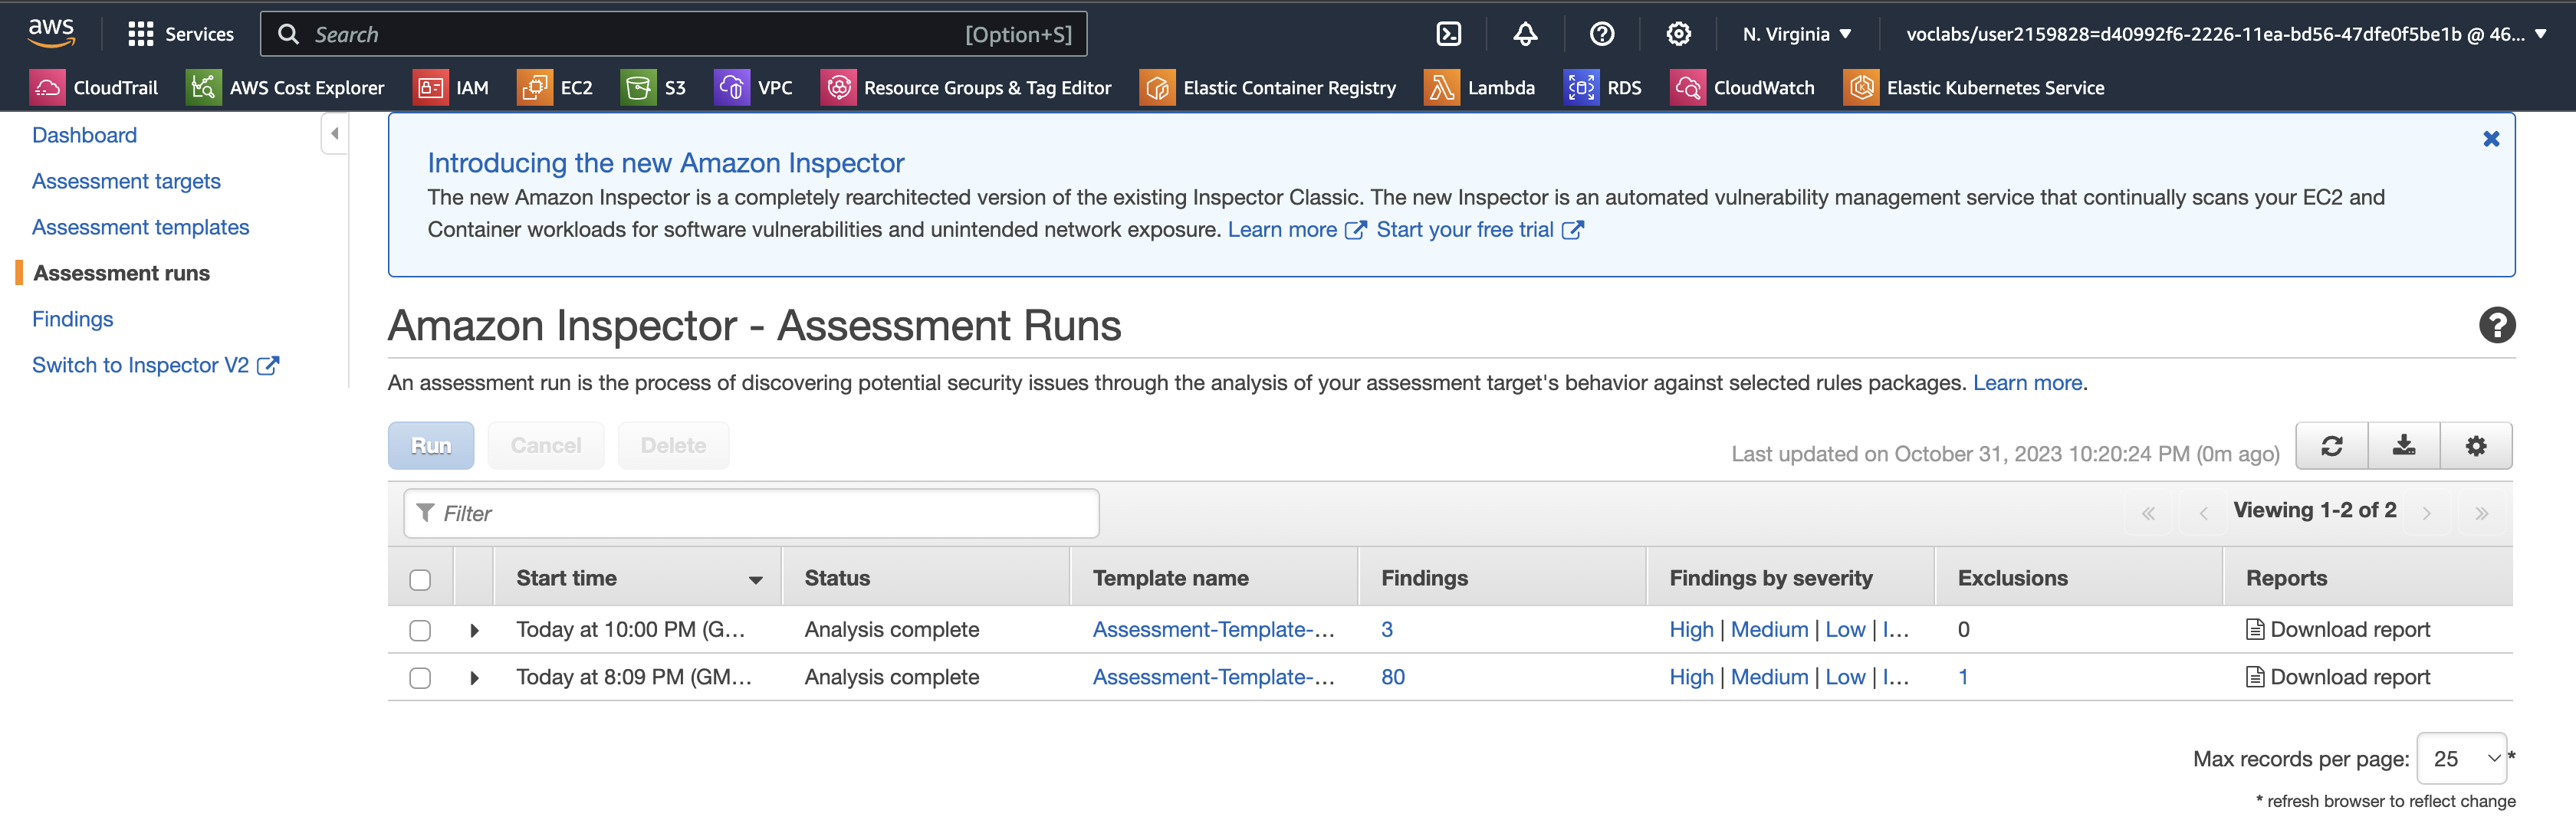 aws
Services
Search [Option+S]
N. Virginia
voclabs/user2159828=d40992f6-2226-11ea-bd56-47dfe0f5be1b @ 46...
CloudTrail AWS Cost Explorer IAM EC2 S3 VPC Resource Groups & Tag Editor Elastic Container Registry Lambda RDS CloudWatch Elastic Kubernetes Service
Dashboard
Assessment targets
Assessment templates
Assessment runs
Findings
Switch to Inspector V2
Introducing the new Amazon Inspector
The new Amazon Inspector is a completely rearchitected version of the existing Inspector Classic. The new Inspector is an automated vulnerability management service that continually scans your EC2 and
Container workloads for software vulnerabilities and unintended network exposure. Learn more Start your free trial
Amazon Inspector - Assessment Runs
An assessment run is the process of discovering potential security issues through the analysis of your assessment target's behavior against selected rules packages. Learn more.
Run Cancel Delete
Last updated on October 31, 2023 10:20:24 PM (0m ago)
Filter
Viewing 1-2 of 2
Start time Status Template name Findings Findings by severity Exclusions Reports
Today at 10:00 PM (G... Analysis complete Assessment-Template-... 3 High | Medium | Low | I... 0 Download report
Today at 8:09 PM (GM... Analysis complete Assessment-Template-... 80 High | Medium | Low | I... 1 Download report
Max records per page: 25 *
* refresh browser to reflect change